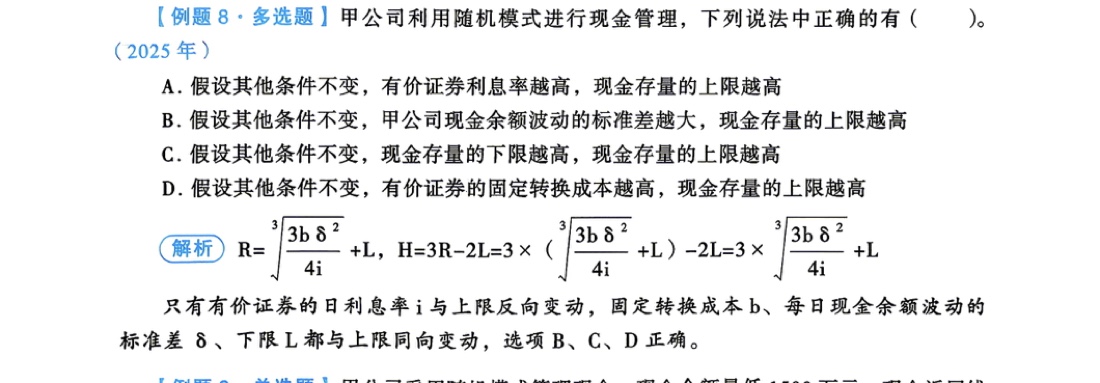 【例题 8·多选题】甲公司利用随机模式进行现金管理，下列说法中正确的有（　　）。
（2025 年）
A. 假设其他条件不变，有价证券利息率越高，现金存量的上限越高
B. 假设其他条件不变，甲公司现金余额波动的标准差越大，现金存量的上限越高
C. 假设其他条件不变，现金存量的下限越高，现金存量的上限越高
D. 假设其他条件不变，有价证券的固定转换成本越高，现金存量的上限越高
解析 R=∛(3bδ²/4i)+L，H=3R-2L=3×（∛(3bδ²/4i)+L）-2L=3×∛(3bδ²/4i)+L
只有有价证券的日利息率 i 与上限反向变动，固定转换成本 b、每日现金余额波动的
标准差 δ、下限 L 都与上限同向变动，选项 B、C、D 正确。